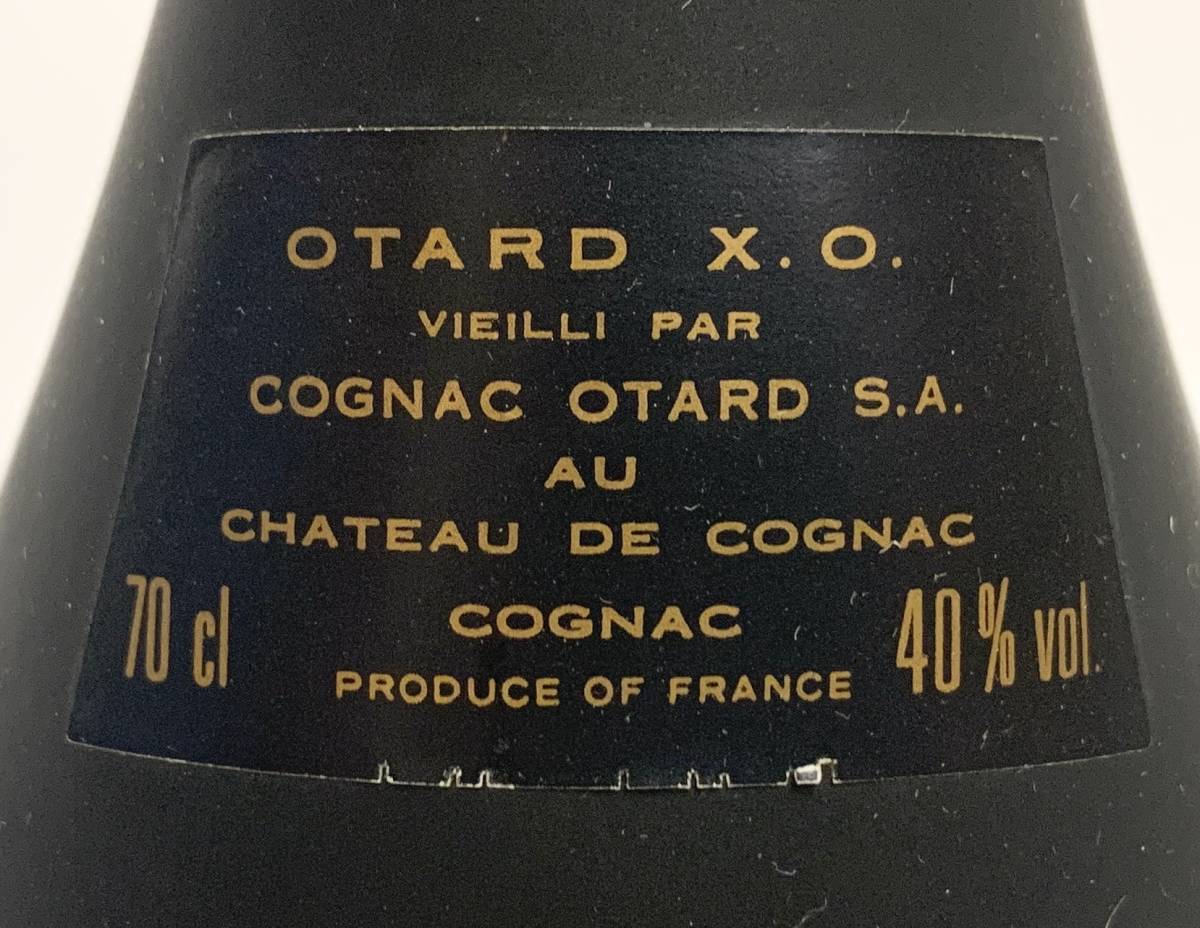 OTARD X.O.
VIEILLI PAR
COGNAC OTARD S.A.
AU
CHATEAU DE COGNAC
70 cl COGNAC 40% vol.
PRODUCE OF FRANCE